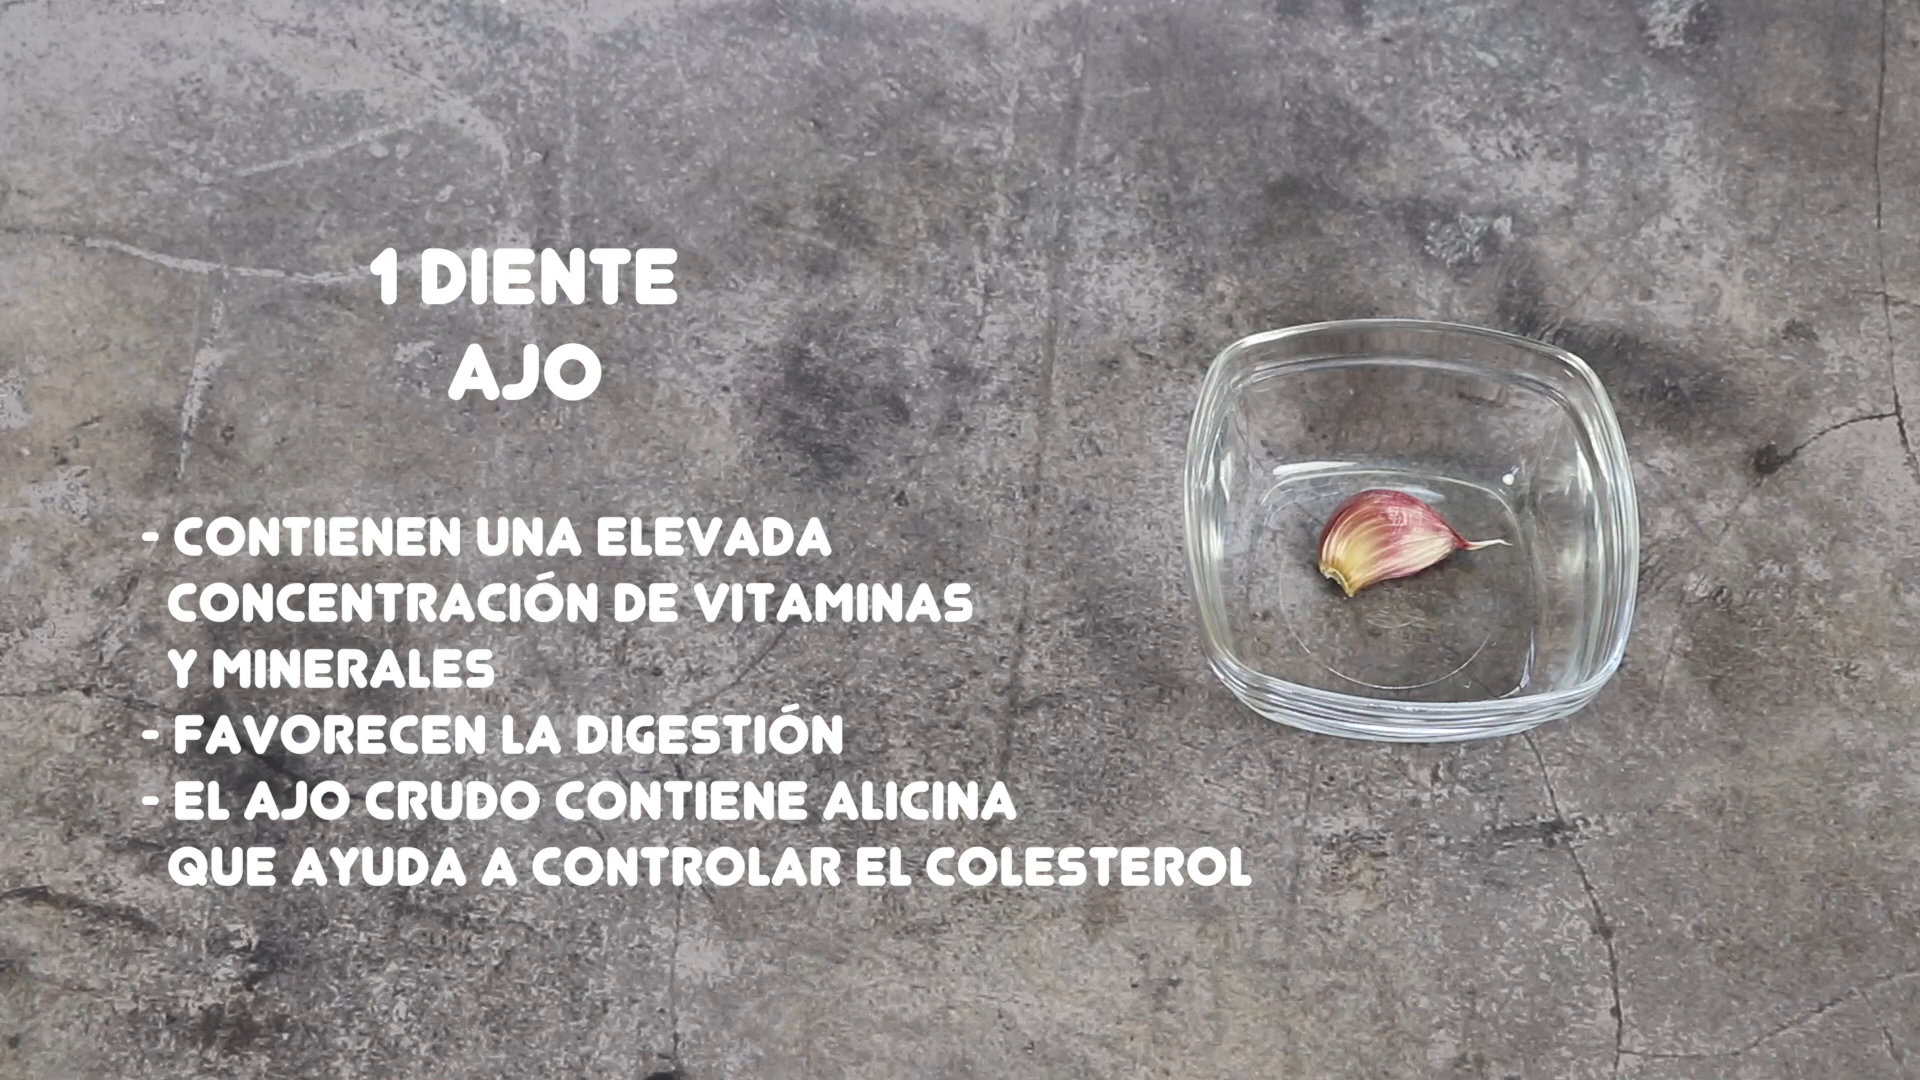 1 DIENTE
AJO
- CONTIENEN UNA ELEVADA
CONCENTRACIÓN DE VITAMINAS
Y MINERALES
- FAVORECEN LA DIGESTIÓN
- EL AJO CRUDO CONTIENE ALICINA
QUE AYUDA A CONTROLAR EL COLESTEROL